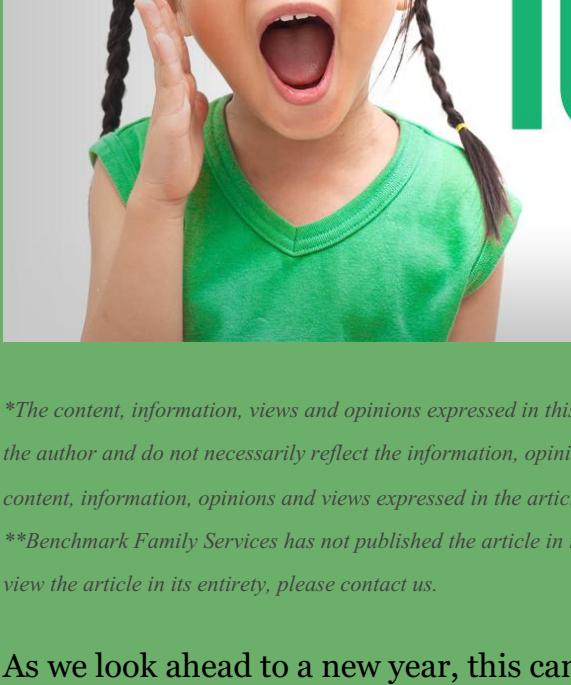 *The content, information, views and opinions expressed in this
the author and do not necessarily reflect the information, opini
content, information, opinions and views expressed in the artic
**Benchmark Family Services has not published the article in
view the article in its entirety, please contact us.
As we look ahead to a new year, this can